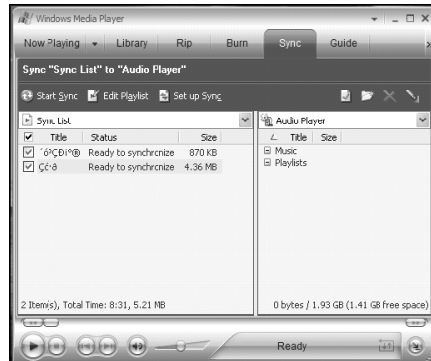 Windows Media Player
Now Playing Library Rip Burn Sync Guide
Sync "Sync List" to "Audio Player"
Start Sync Edit Playlist Set up Sync
Sync List
Title Status Size
´ó³ÇÐ¡°® Ready to synchronize 870 KB
Ready to synchronize 4.36 MB
2 Item(s), Total Time: 8:31, 5.21 MB
Audio Player
Title Size
Music
Playlists
0 bytes / 1.93 GB (1.41 GB free space)
Ready